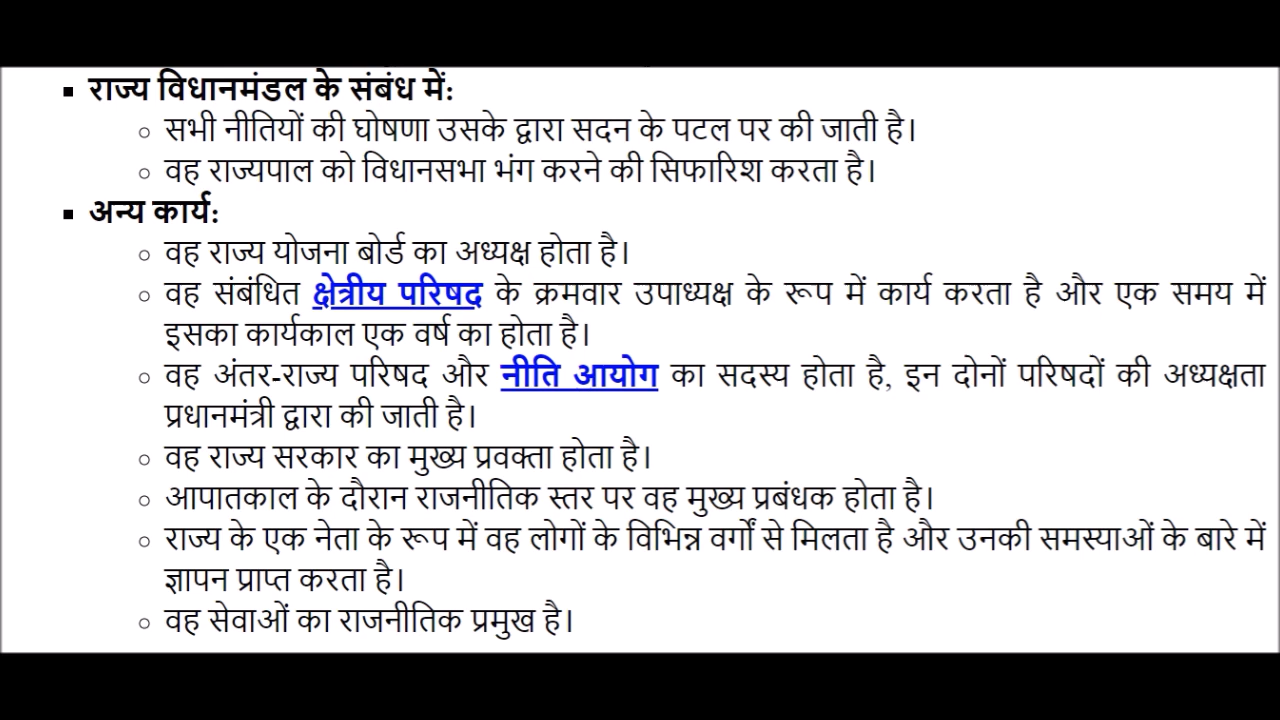 ▪ राज्य विधानमंडल के संबंध में:
○ सभी नीतियों की घोषणा उसके द्वारा सदन के पटल पर की जाती है।
○ वह राज्यपाल को विधानसभा भंग करने की सिफारिश करता है।
▪ अन्य कार्य:
○ वह राज्य योजना बोर्ड का अध्यक्ष होता है।
○ वह संबंधित क्षेत्रीय परिषद के क्रमवार उपाध्यक्ष के रूप में कार्य करता है और एक समय में
इसका कार्यकाल एक वर्ष का होता है।
○ वह अंतर-राज्य परिषद और नीति आयोग का सदस्य होता है, इन दोनों परिषदों की अध्यक्षता
प्रधानमंत्री द्वारा की जाती है।
○ वह राज्य सरकार का मुख्य प्रवक्ता होता है।
○ आपातकाल के दौरान राजनीतिक स्तर पर वह मुख्य प्रबंधक होता है।
○ राज्य के एक नेता के रूप में वह लोगों के विभिन्न वर्गों से मिलता है और उनकी समस्याओं के बारे में
ज्ञापन प्राप्त करता है।
○ वह सेवाओं का राजनीतिक प्रमुख है।